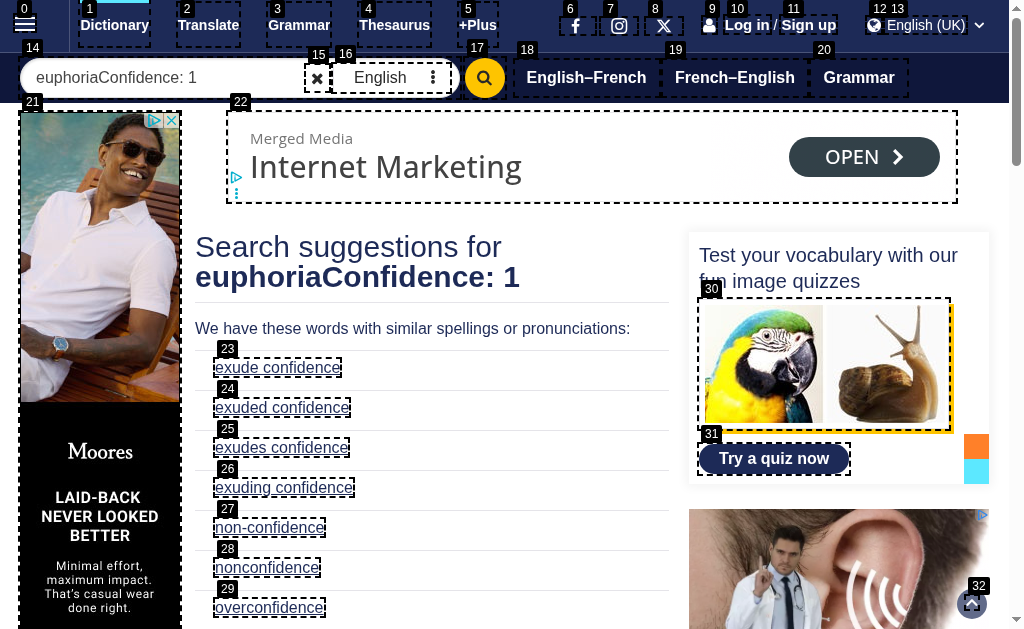 0
1
2
3
4
5
6
7
8
9
10
11
12
13
Dictionary
Translate
Grammar
Thesaurus
+Plus
Log in / Sign up
English (UK)
14
15
16
17
18
19
20
euphoriaConfidence: 1
English
English–French
French–English
Grammar
21
22
Merged Media
Internet Marketing
OPEN
Search suggestions for
euphoriaConfidence: 1
We have these words with similar spellings or pronunciations:
23
exude confidence
24
exuded confidence
25
exudes confidence
26
exuding confidence
27
non-confidence
28
nonconfidence
29
overconfidence
Moores
LAID-BACK
NEVER LOOKED
BETTER
Minimal effort,
maximum impact.
That's casual wear
done right.
Test your vocabulary with our
fun image quizzes
30
31
Try a quiz now
32